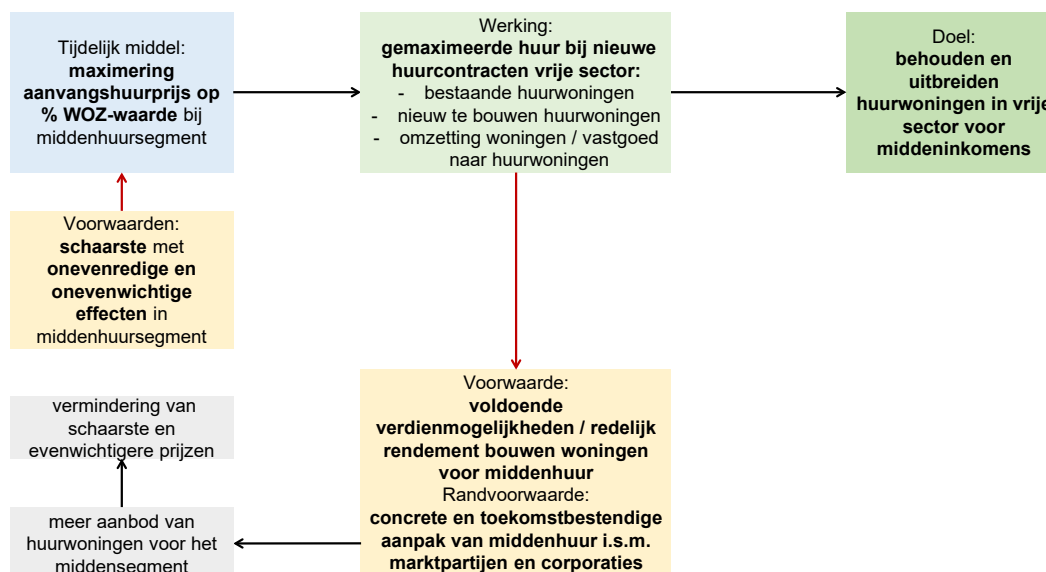 Tijdelijk middel:
maximering
aanvangshuurprijs op
% WOZ-waarde bij
middenhuursegment
Werking:
gemaximeerde huur bij nieuwe
huurcontracten vrije sector:
- bestaande huurwoningen
- nieuw te bouwen huurwoningen
- omzetting woningen / vastgoed
naar huurwoningen
Doel:
behouden en
uitbreiden
huurwoningen in vrije
sector voor
middeninkomens
Voorwaarden:
schaarste met
onevenredige en
onevenwichtige
effecten in
middenhuursegment
Voorwaarde:
voldoende
verdienmogelijkheden / redelijk
rendement bouwen woningen
voor middenhuur
Randvoorwaarde:
concrete en toekomstbestendige
aanpak van middenhuur i.s.m.
marktpartijen en corporaties
vermindering van
schaarste en
evenwichtigere prijzen
meer aanbod van
huurwoningen voor het
middensegment